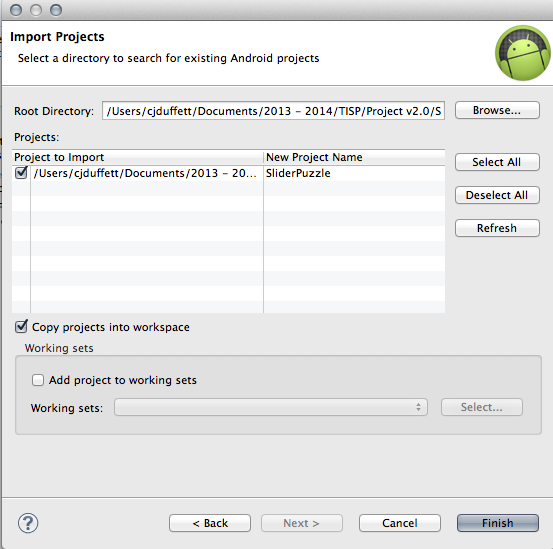 Import Projects
Select a directory to search for existing Android projects
Root Directory: /Users/cjduffett/Documents/2013 - 2014/TISP/Project v2.0/S Browse...
Projects:
Project to Import New Project Name
/Users/cjduffett/Documents/2013 - 20... SliderPuzzle
Select All
Deselect All
Refresh
Copy projects into workspace
Working sets
Add project to working sets
Working sets: Select...
?
< Back Next > Cancel Finish